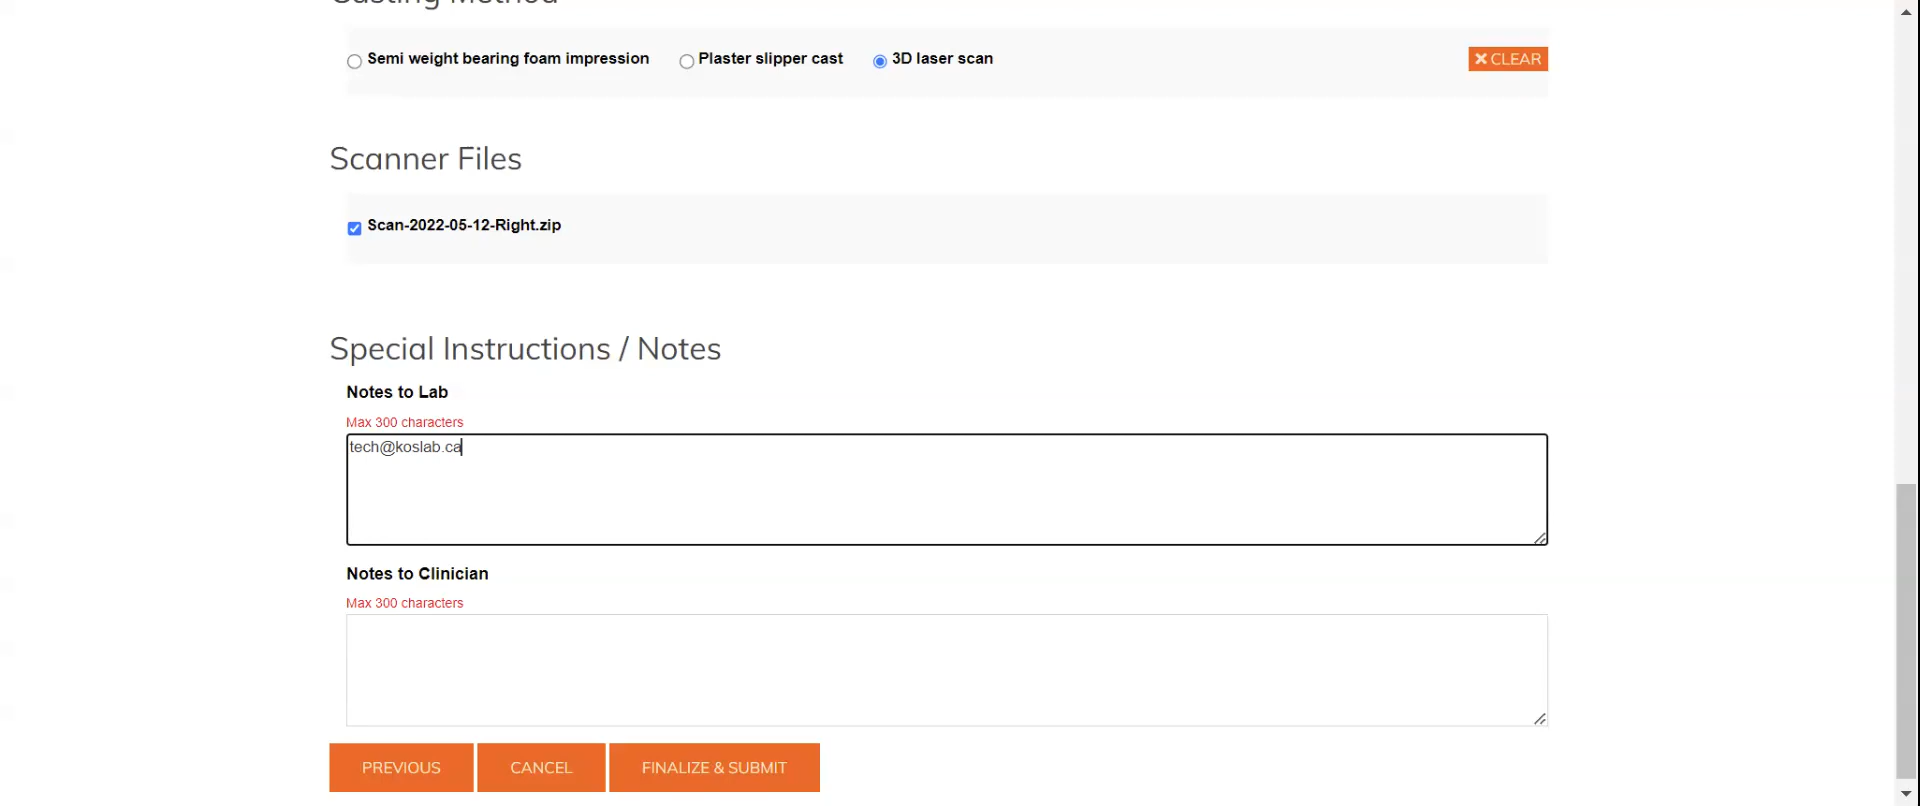 Casting Method
Semi weight bearing foam impression Plaster slipper cast 3D laser scan CLEAR
Scanner Files
Scan-2022-05-12-Right.zip
Special Instructions / Notes
Notes to Lab
Max 300 characters
tech@koslab.ca
Notes to Clinician
Max 300 characters
PREVIOUS CANCEL FINALIZE & SUBMIT